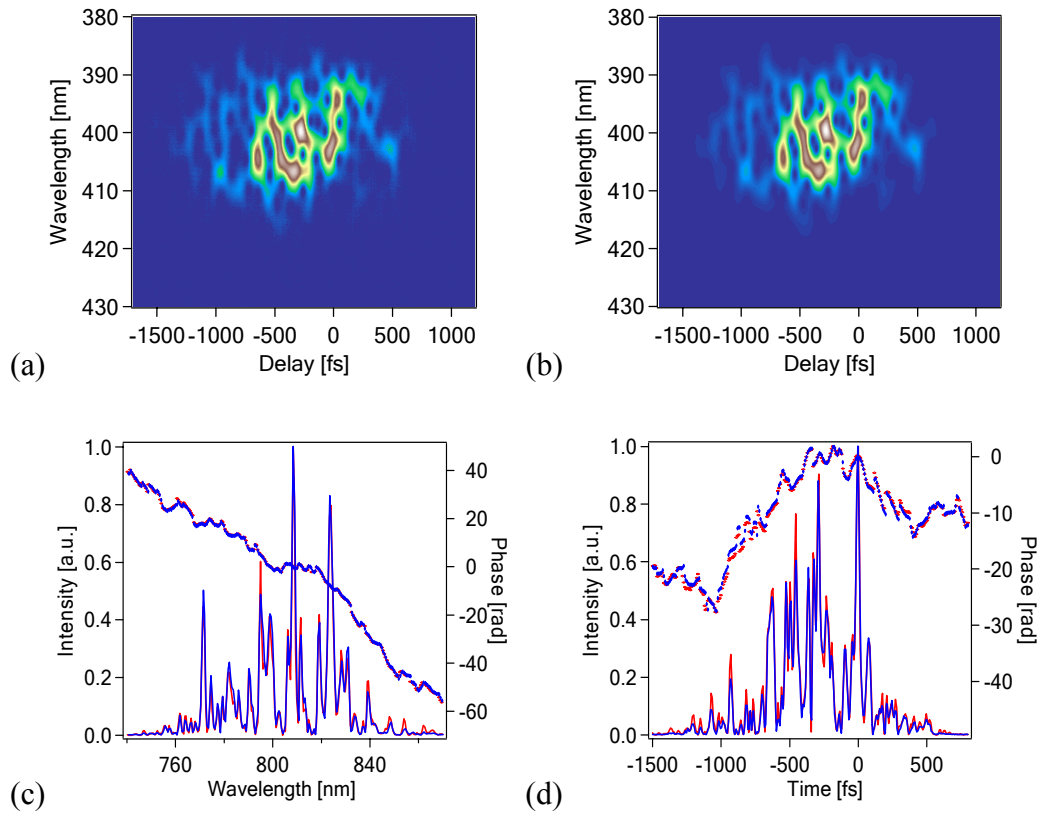 380
390
400
410
420
430
Wavelength [nm]
-1500 -1000 -500 0 500 1000
Delay [fs]
(a)
380
390
400
410
420
430
Wavelength [nm]
-1500 -1000 -500 0 500 1000
Delay [fs]
(b)
1.0
0.8
0.6
0.4
0.2
0.0
Intensity [a.u.]
40
20
0
-20
-40
-60
Phase [rad]
760 800 840
Wavelength [nm]
(c)
1.0
0.8
0.6
0.4
0.2
0.0
Intensity [a.u.]
0
-10
-20
-30
-40
Phase [rad]
-1500 -1000 -500 0 500
Time [fs]
(d)